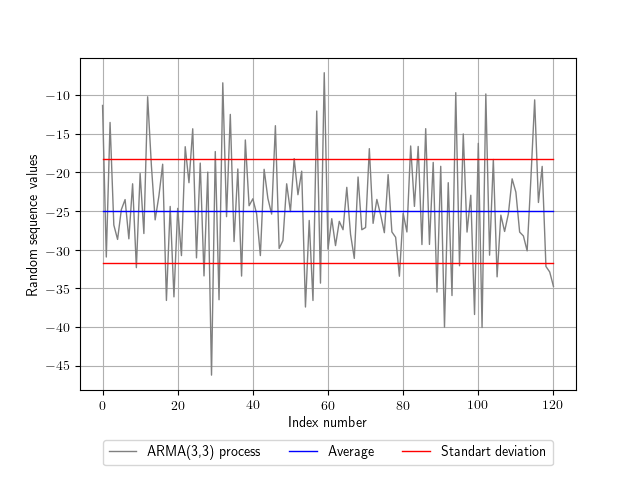 −10
−15
−20
−25
−30
−35
−40
−45
Random sequence values
0 20 40 60 80 100 120
Index number
ARMA(3,3) process Average Standart deviation